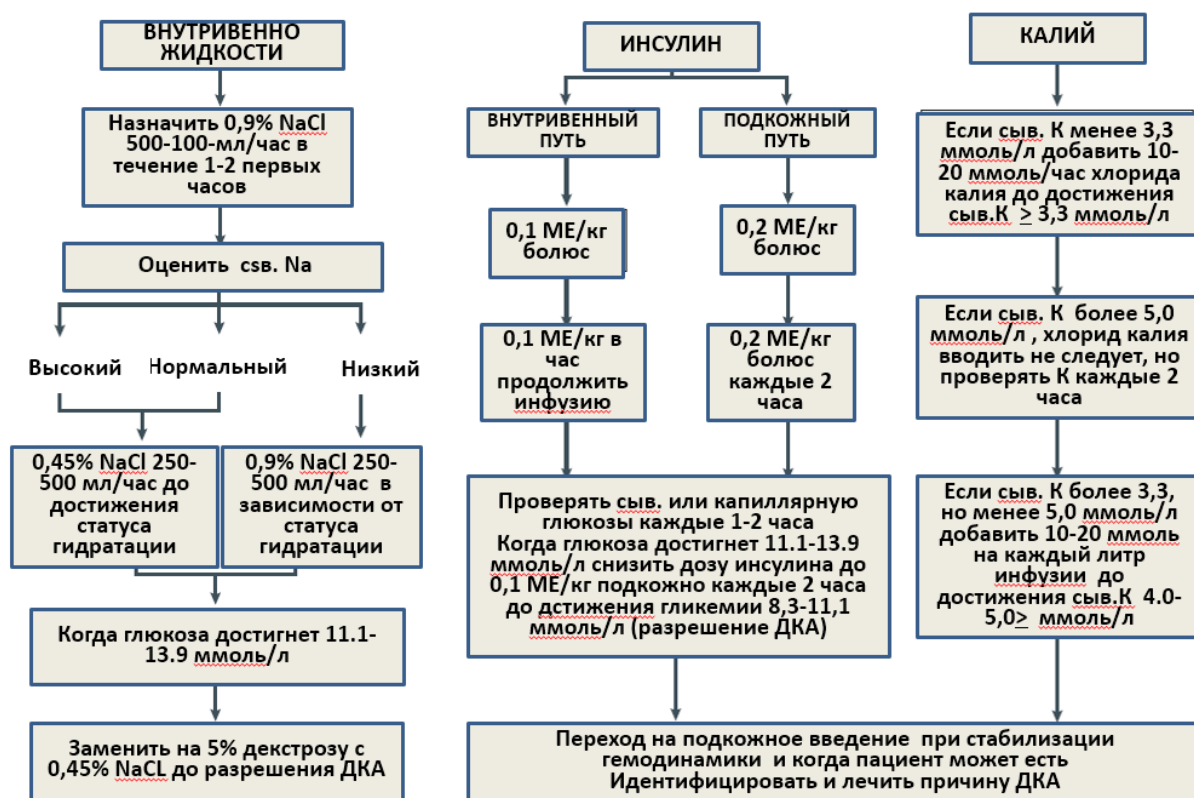 ВНУТРИВЕННО
ЖИДКОСТИ
Назначить 0,9% NaCl
500-100-мл/час в
течение 1-2 первых
часов
Оценить сsв. Na
Высокий
Нормальный
Низкий
0,45% NaCl 250-
500 мл/час до
достижения
статуса
гидратации
0,9% NaCl 250-
500 мл/час в
зависимости от
статуса
гидратации
Когда глюкоза достигнет 11.1-
13.9 ммоль/л
Заменить на 5% декстрозу с
0,45% NaCL до разрешения ДКА
ИНСУЛИН
ВНУТРИВЕННЫЙ
ПУТЬ
ПОДКОЖНЫЙ
ПУТЬ
0,1 МЕ/кг
болюс
0,2 МЕ/кг
болюс
0,1 МЕ/кг в
час
продолжить
инфузию
0,2 МЕ/кг
болюс
каждые 2
часа
Проверять сыв. или капиллярную
глюкозы каждые 1-2 часа
Когда глюкоза достигнет 11.1-13.9
ммоль/л снизить дозу инсулина до
0,1 МЕ/кг подкожно каждые 2 часа
до дстижения гликемии 8,3-11,1
ммоль/л (разрешение ДКА)
КАЛИЙ
Если сыв. К менее 3,3
ммоль/л добавить 10-
20 ммоль/час хлорида
калия до достижения
сыв.К ≥ 3,3 ммоль/л
Если сыв. К более 5,0
ммоль/л , хлорид калия
вводить не следует, но
проверять К каждые 2
часа
Если сыв. К более 3,3,
но менее 5,0 ммоль/л
добавить 10-20 ммоль
на каждый литр
инфузии до
достижения сыв.К 4.0-
5,0≥ ммоль/л
Переход на подкожное введение при стабилизации
гемодинамики и когда пациент может есть
Идентифицировать и лечить причину ДКА